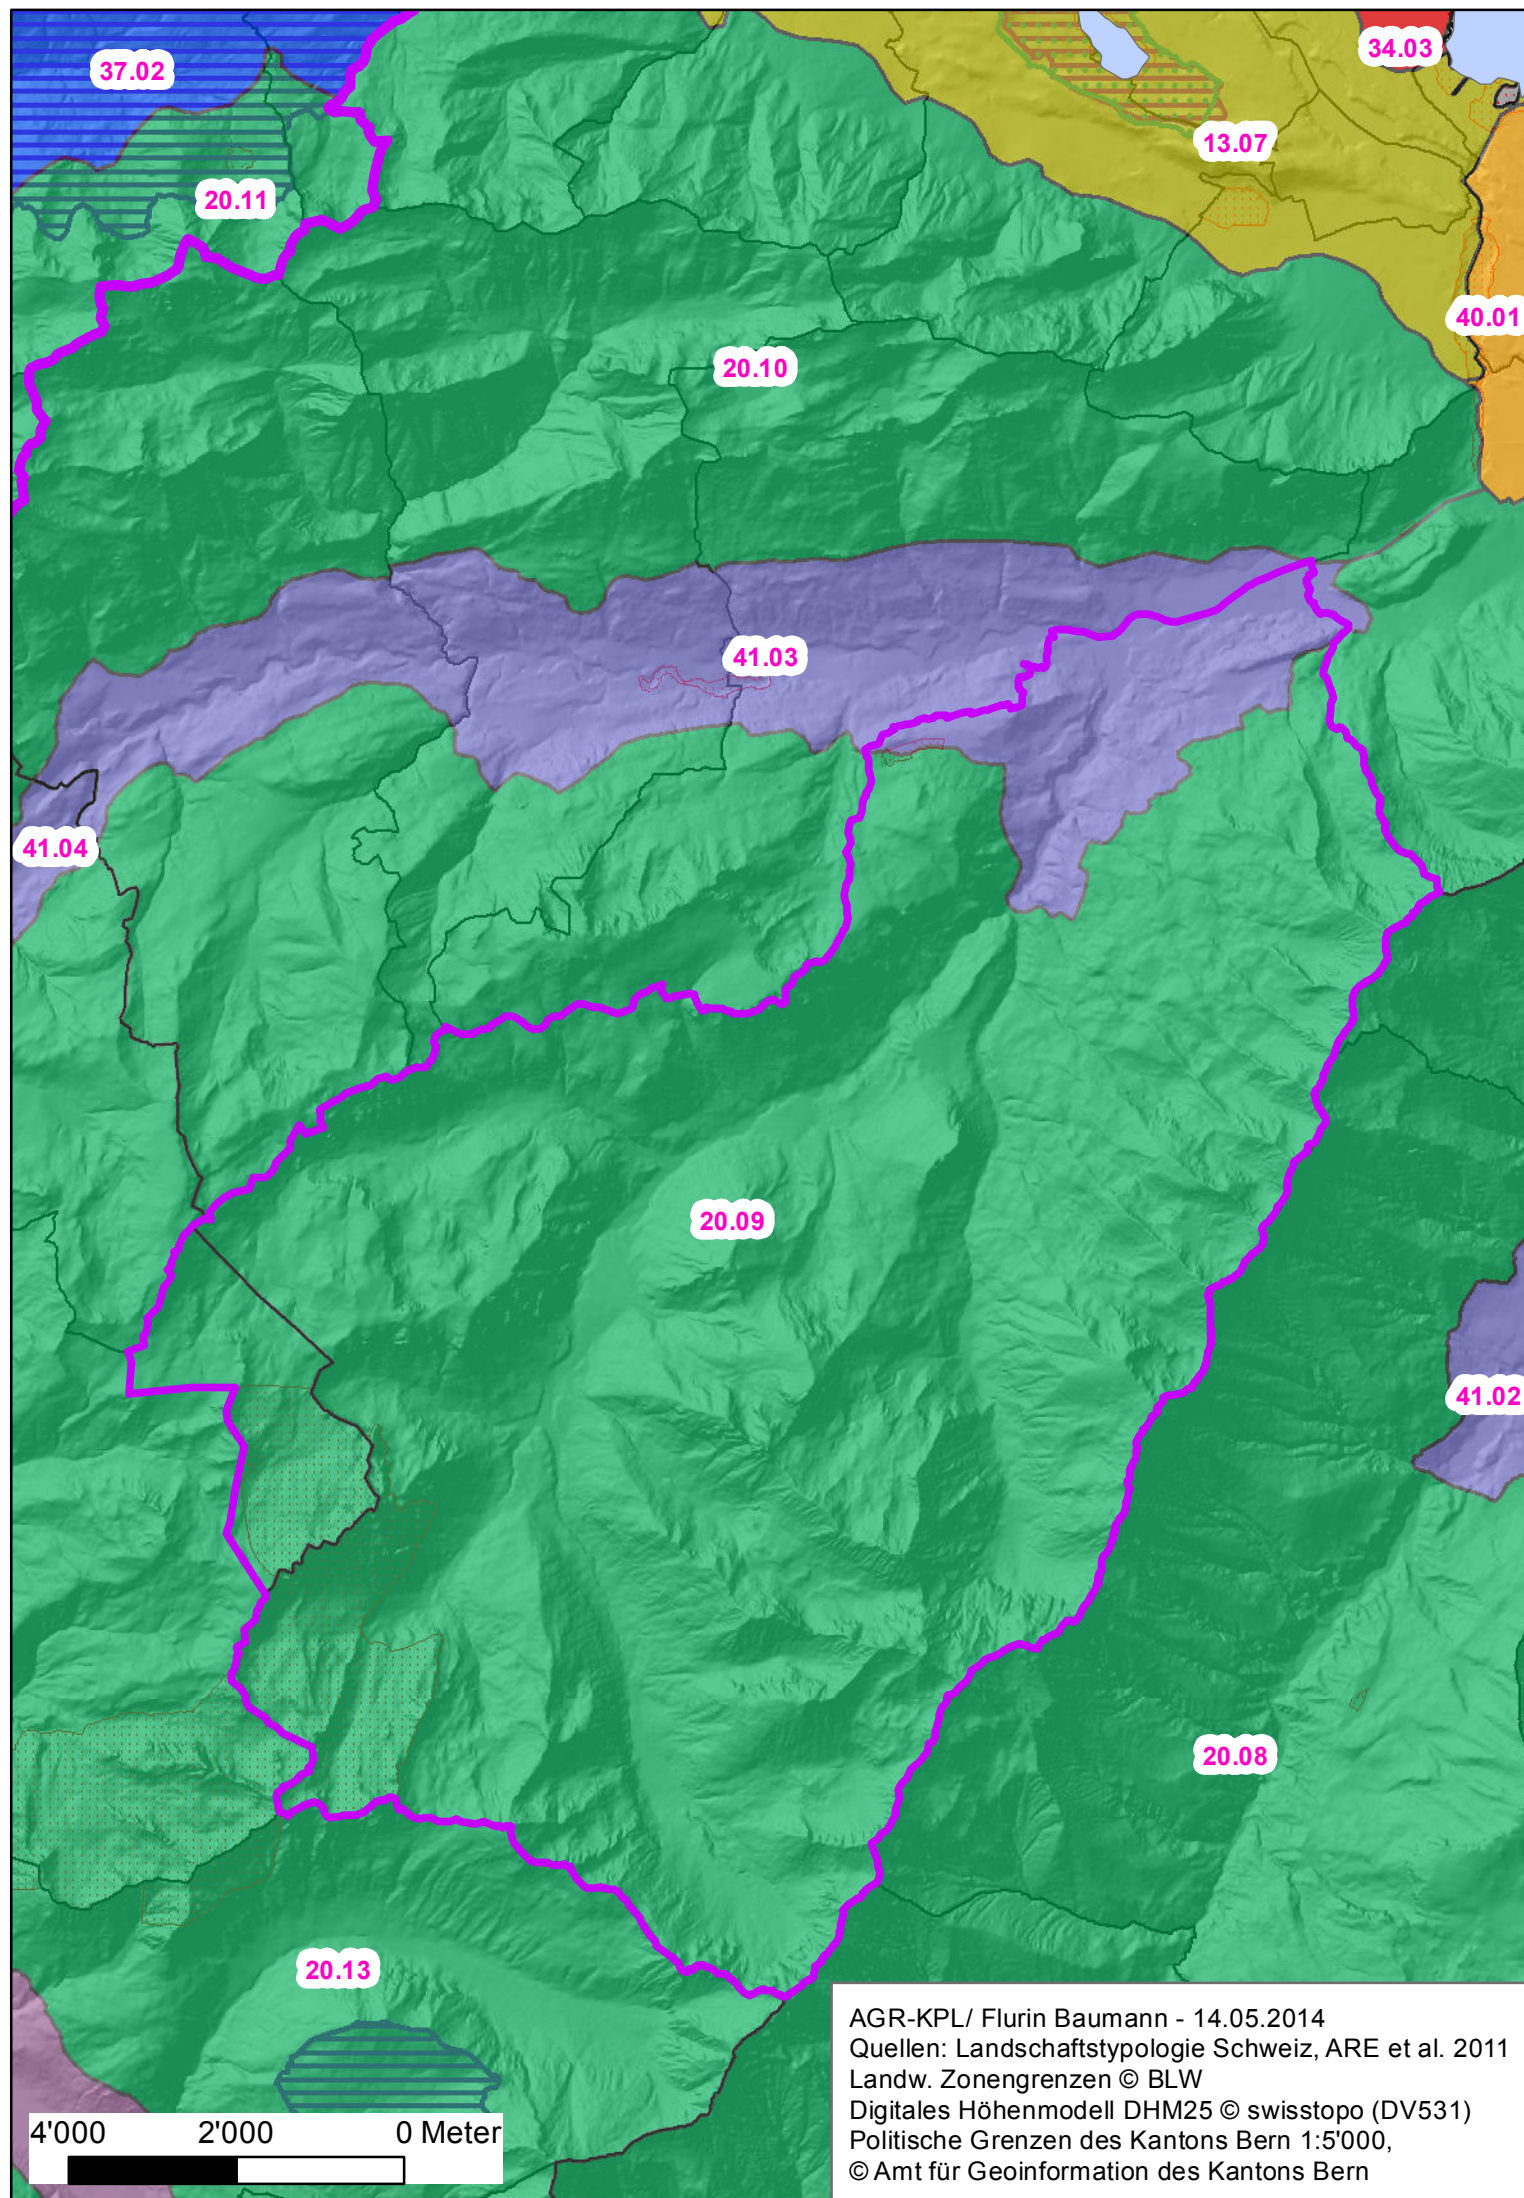 34.03
37.02
13.07
20.11
40.01
20.10
41.03
41.04
20.09
41.02
20.08
20.13
AGR-KPL/ Flurin Baumann - 14.05.2014
Quellen: Landschaftstypologie Schweiz, ARE et al. 2011
Landw. Zonengrenzen © BLW
Digitales Höhenmodell DHM25 © swisstopo (DV531)
Politische Grenzen des Kantons Bern 1:5'000,
© Amt für Geoinformation des Kantons Bern
4'000 2'000 0 Meter